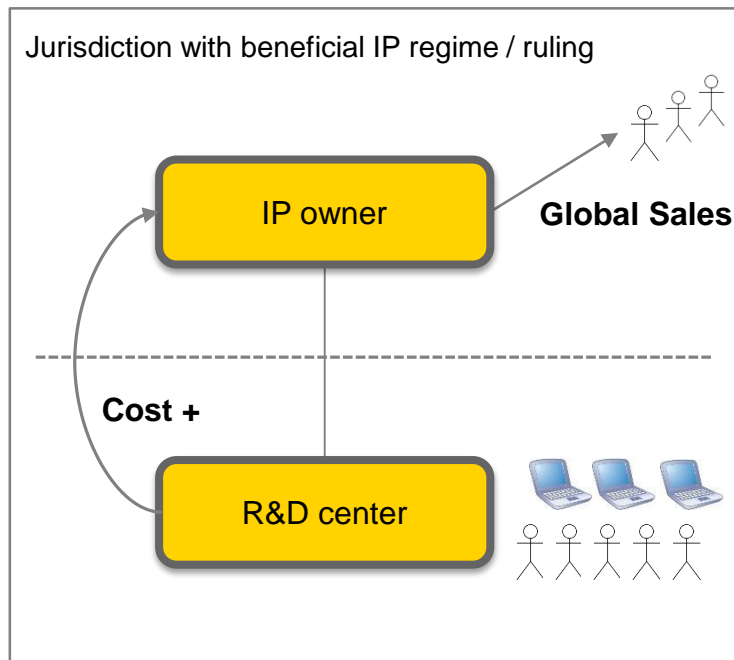 Jurisdiction with beneficial IP regime / ruling
IP owner
Global Sales
Cost +
R&D center